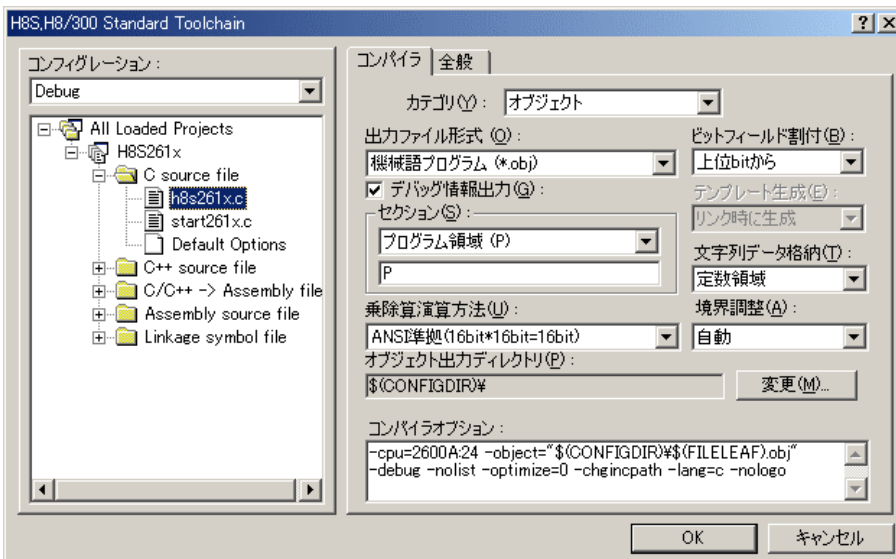 H8S,H8/300 Standard Toolchain
コンフィグレーション：
Debug
All Loaded Projects
H8S261x
C source file
h8s261x.c
start261x.c
Default Options
C++ source file
C/C++ -> Assembly file
Assembly source file
Linkage symbol file
コンパイラ 全般
カテゴリ(Y)： オブジェクト
出力ファイル形式 (O)：
機械語プログラム (*.obj)
デバッグ情報出力(G)：
セクション(S)：
プログラム領域 (P)
P
乗除算演算方法(U)：
ANSI準拠(16bit*16bit=16bit)
オブジェクト出力ディレクトリ(P)：
$(CONFIGDIR)¥
変更(M)...
ビットフィールド割付(B)：
上位bitから
テンプレート生成(E)：
リンク時に生成
文字列データ格納(T)：
定数領域
境界調整(A)：
自動
コンパイラオプション：
-cpu=2600A:24 -object="$(CONFIGDIR)¥$(FILELEAF).obj"
-debug -nolist -optimize=0 -chgincpath -lang=c -nologo
OK
キャンセル